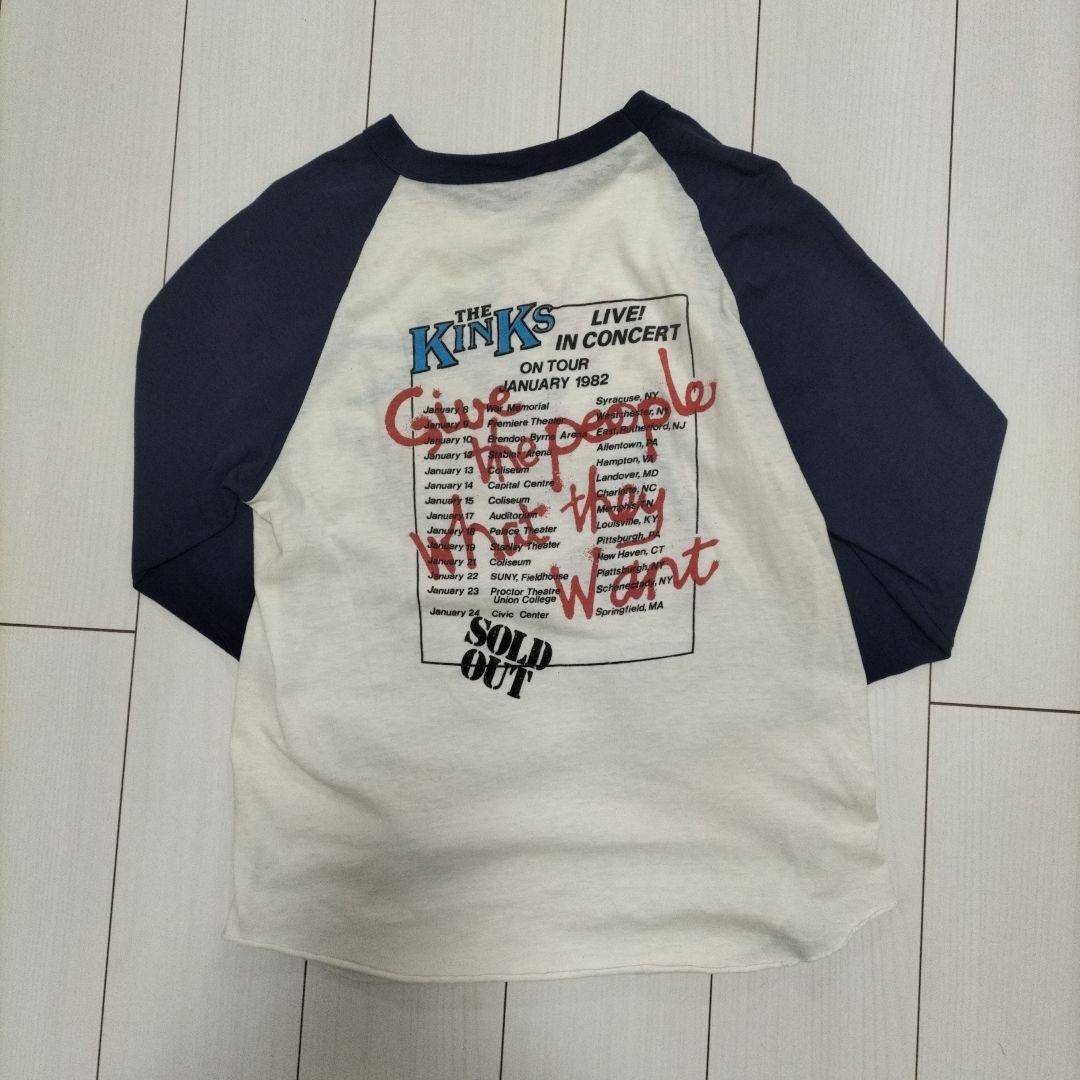 THE KINKS
LIVE!
IN CONCERT
ON TOUR
JANUARY 1982
Give the people What they Want
January 8 War Memorial Syracuse, NY
January 9 Premiere Theater Westchester, NY
January 10 Brendon Byrne Arena East Rutherford, NJ
January 12 Stabler Arena Allentown, PA
January 13 Coliseum Hampton, VA
January 14 Capital Centre Landover, MD
January 15 Coliseum Charlotte, NC
January 17 Auditorium Memphis, TN
January 18 Palace Theater Louisville, KY
January 19 Stanley Theater Pittsburgh, PA
January 21 Coliseum New Haven, CT
January 22 SUNY, Fieldhouse Plattsburgh, NY
January 23 Proctor Theatre Schenectady, NY
Union College
January 24 Civic Center Springfield, MA
SOLD
OUT